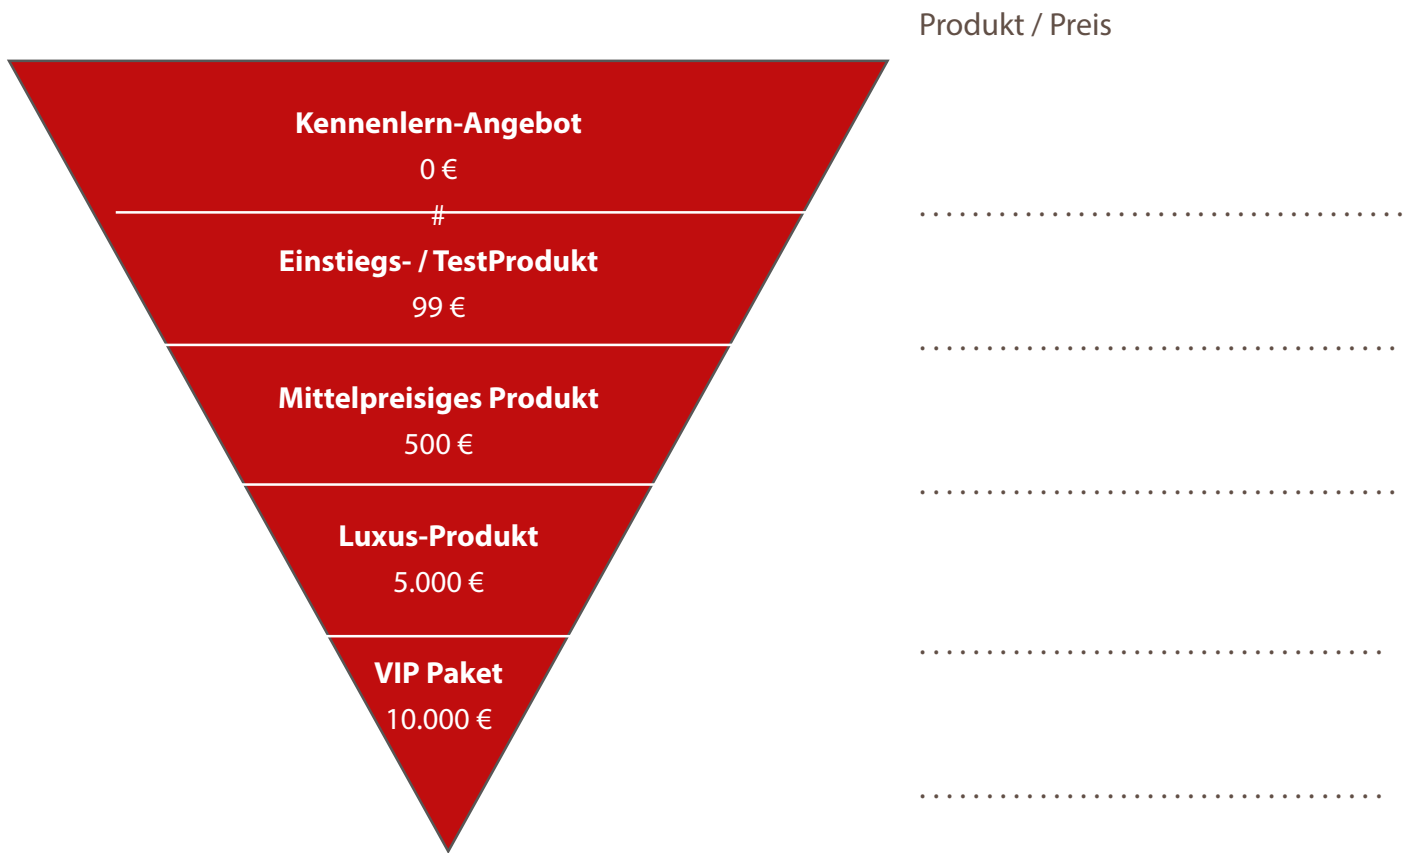 Produkt / Preis
Kennenlern-Angebot
0 €
#
Einstiegs- / TestProdukt
99 €
Mittelpreisiges Produkt
500 €
Luxus-Produkt
5.000 €
VIP Paket
10.000 €